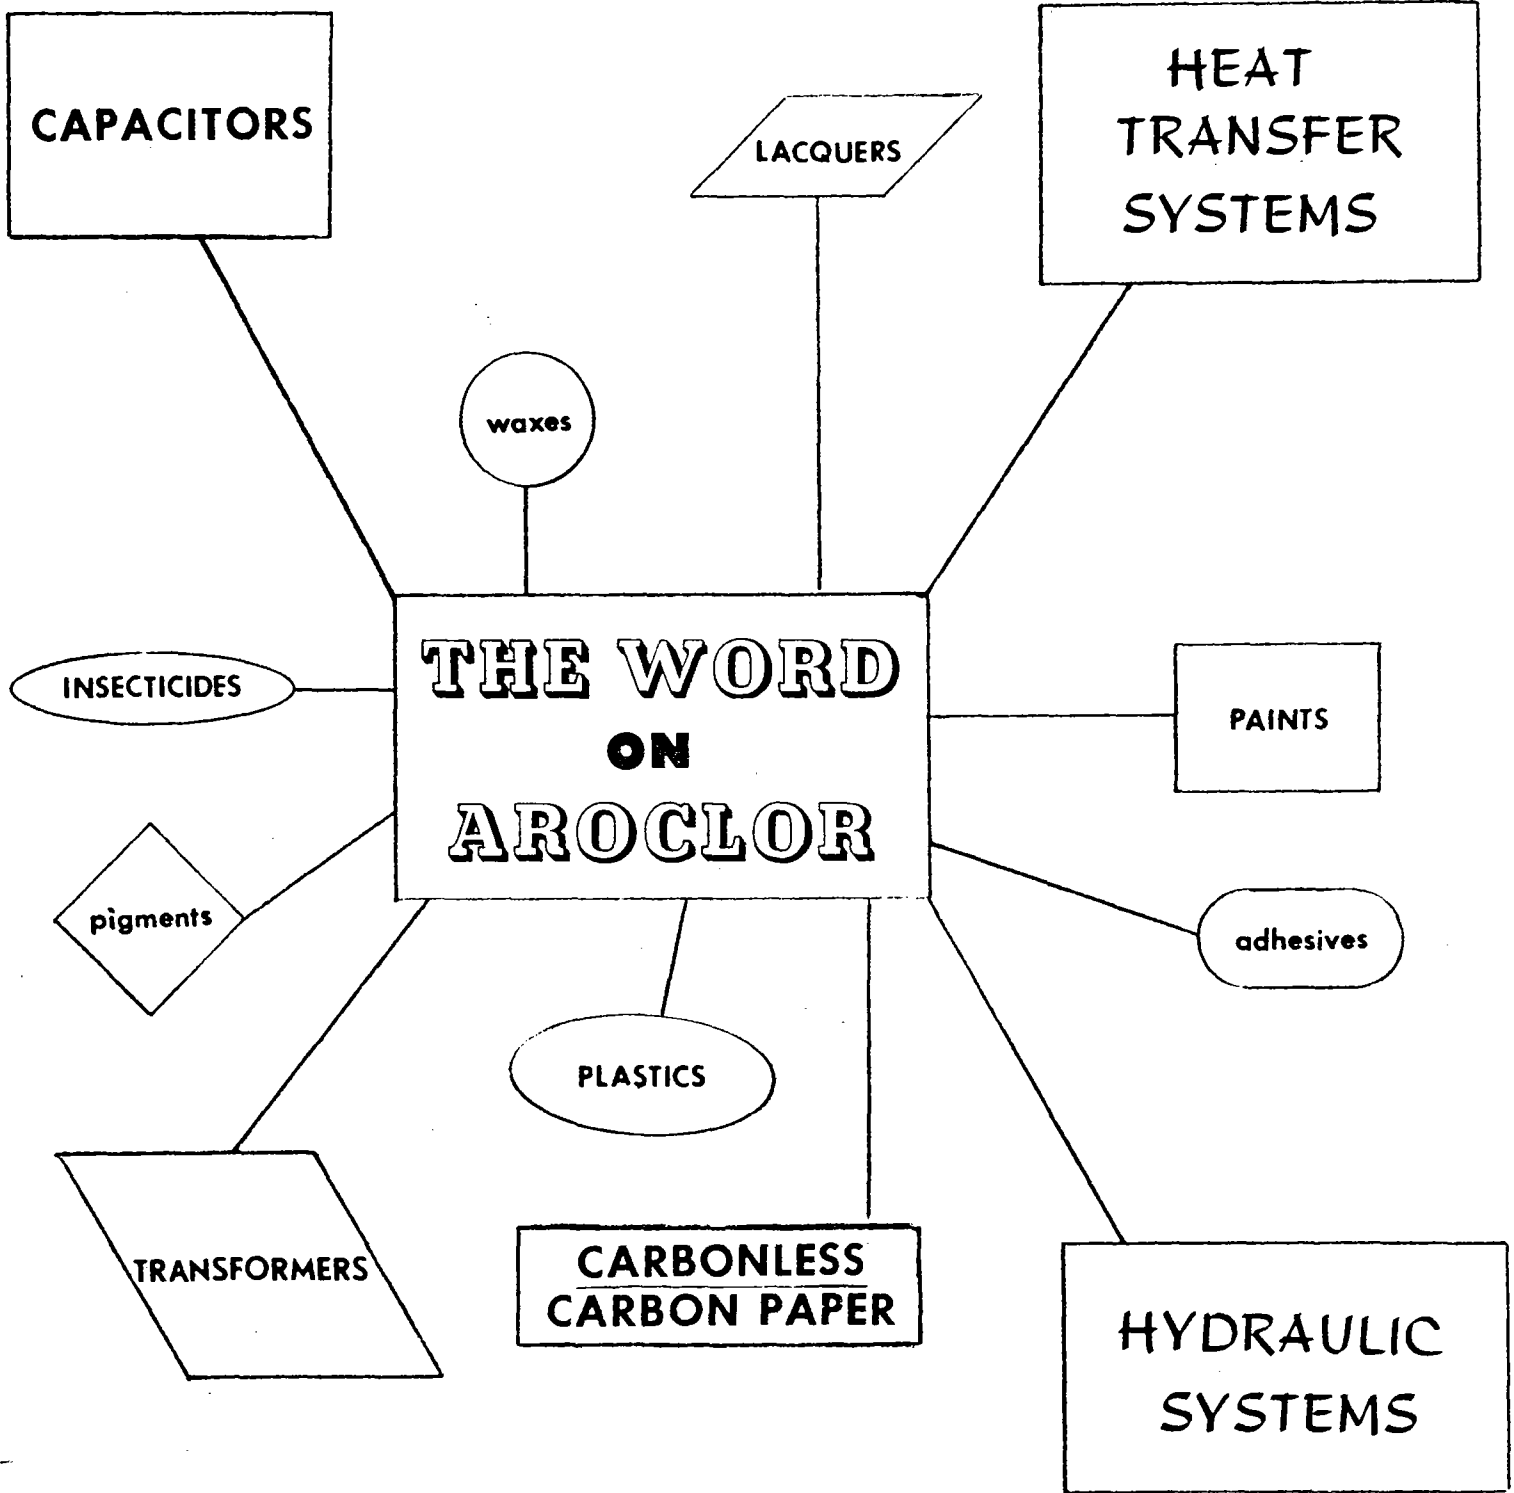 CAPACITORS
LACQUERS
HEAT
TRANSFER
SYSTEMS
waxes
THE WORD
ON
AROCLOR
INSECTICIDES
PAINTS
pigments
adhesives
PLASTICS
TRANSFORMERS
CARBONLESS
CARBON PAPER
HYDRAULIC
SYSTEMS